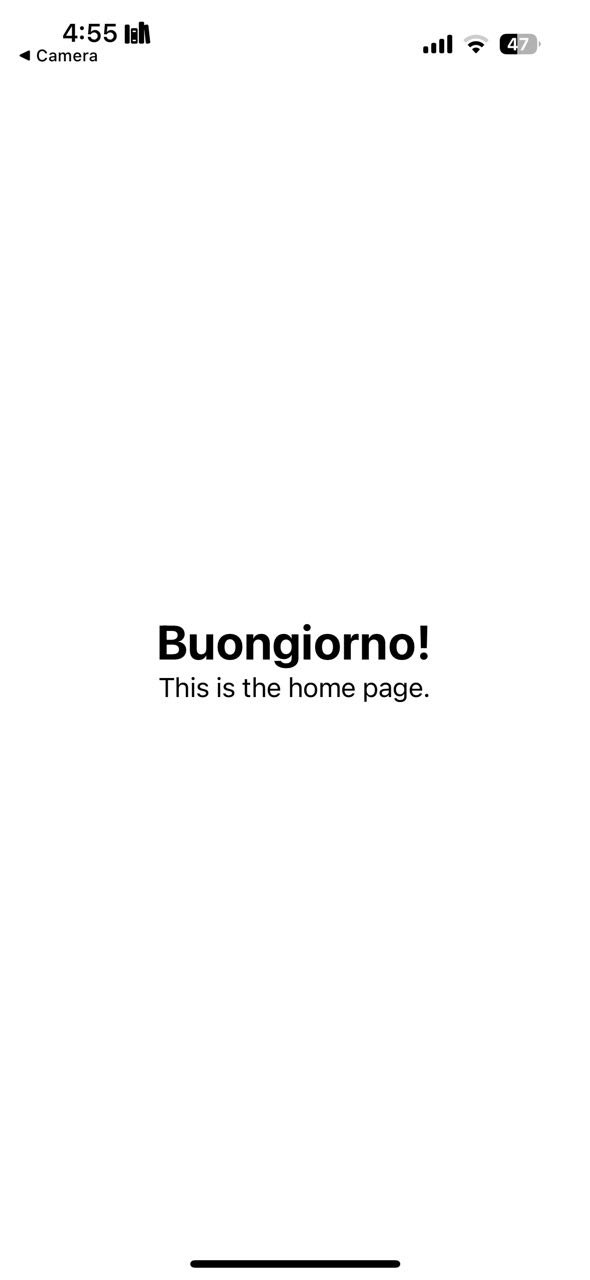 4:55
◀ Camera
47
Buongiorno!
This is the home page.